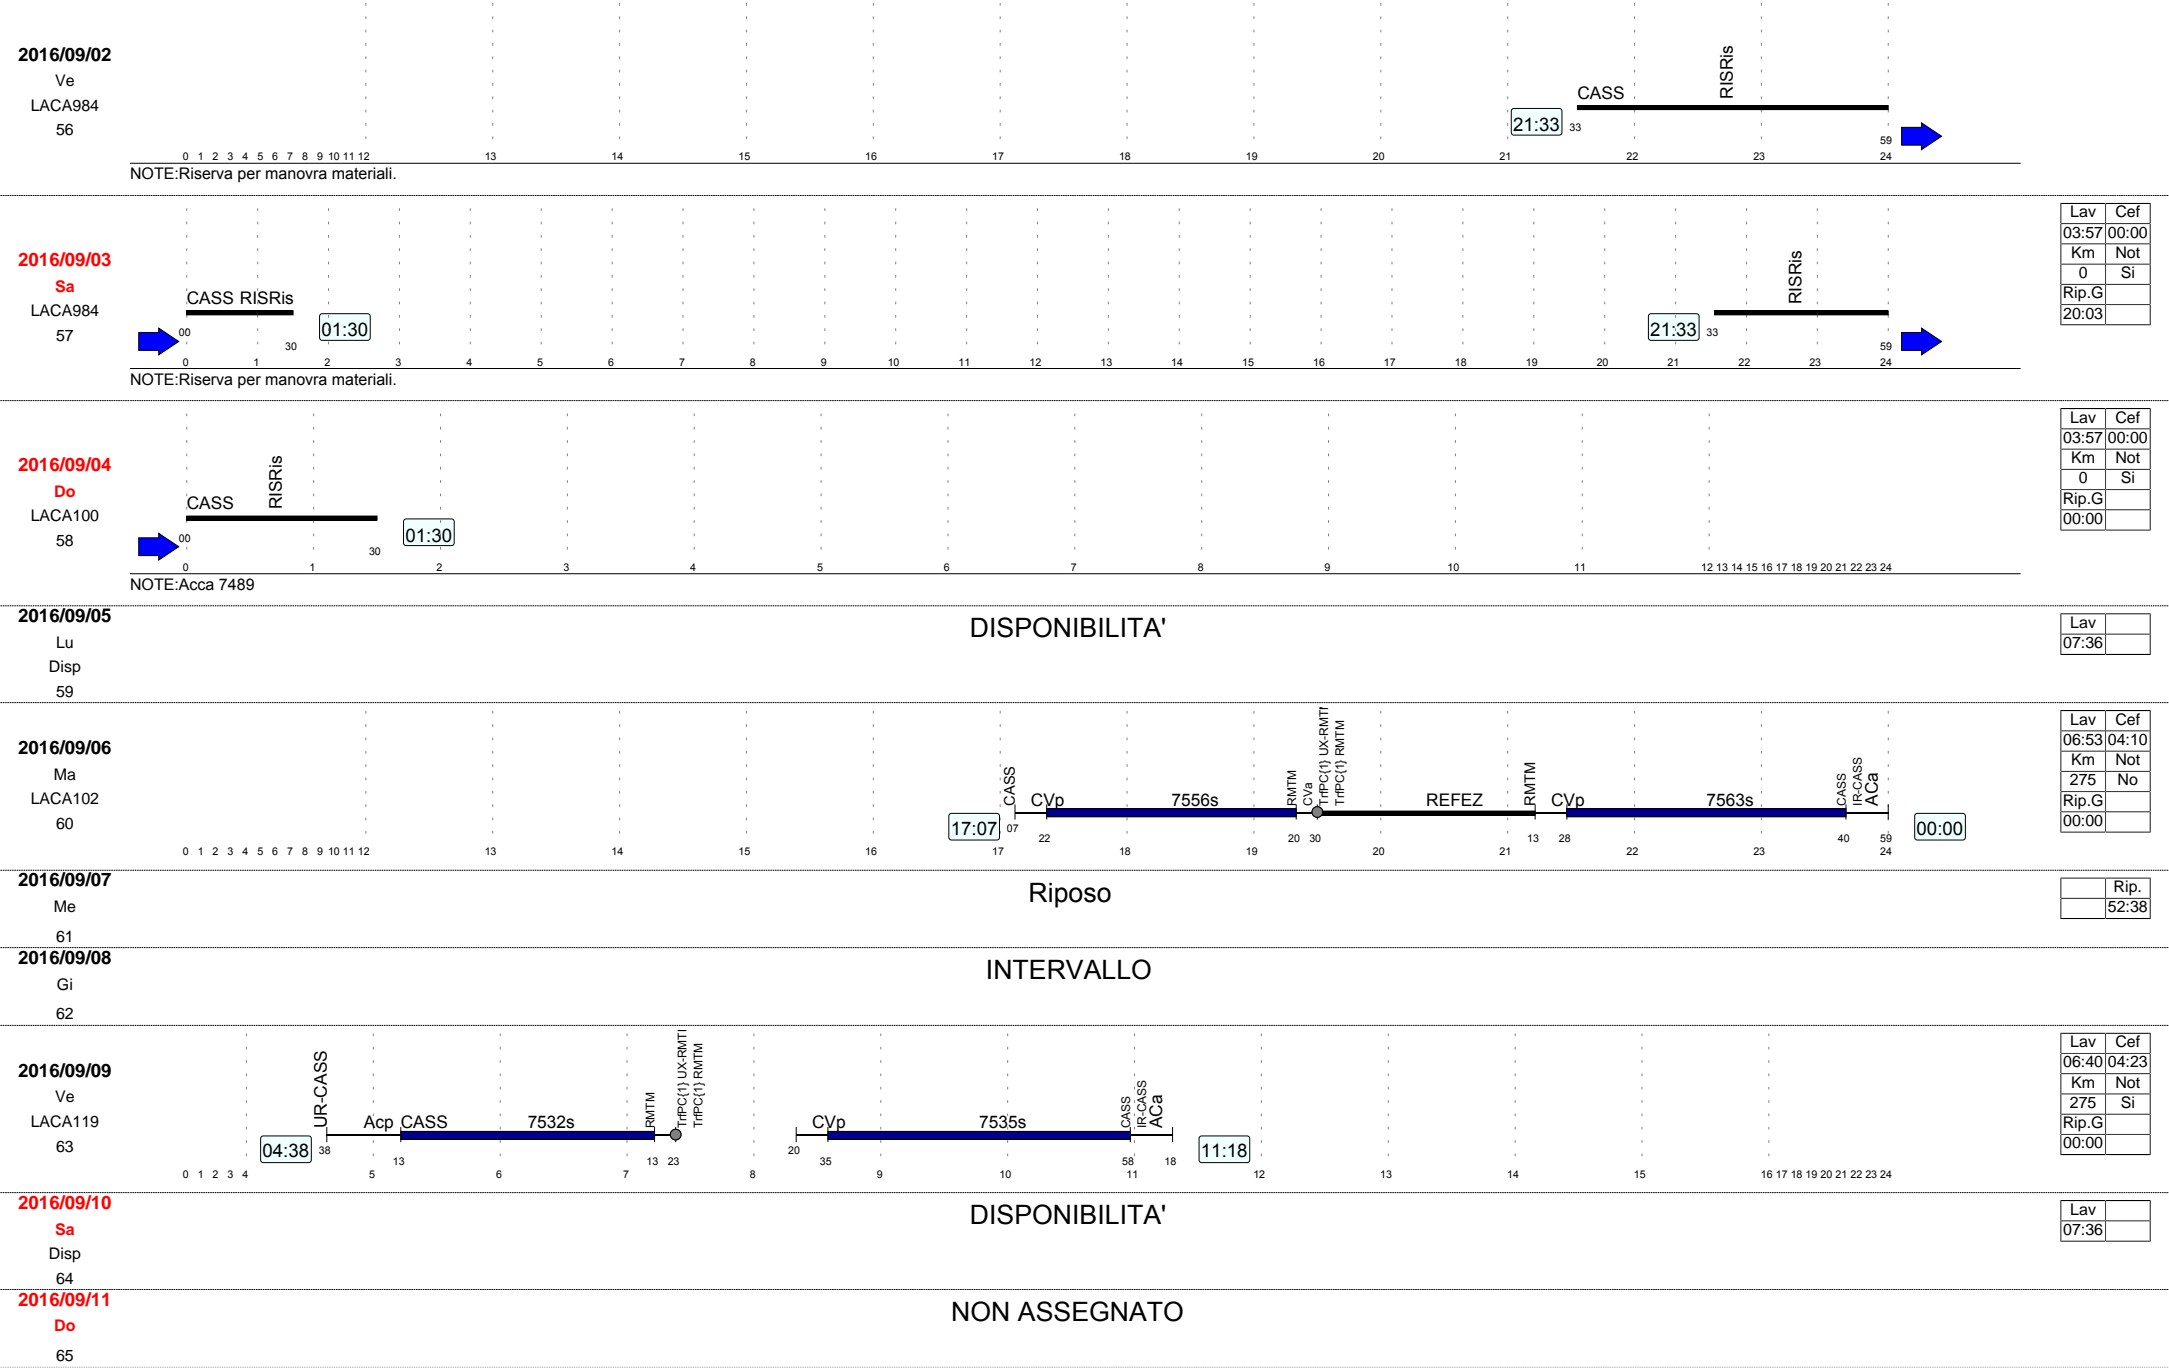 2016/09/02
Ve
LACA984
56
CASS
RISRis
21:33
33
59
0 1 2 3 4 5 6 7 8 9 10 11 12 13 14 15 16 17 18 19 20 21 22 23 24
NOTE:Riserva per manovra materiali.
2016/09/03
Sa
LACA984
57
CASS RISRis
00
30
01:30
RISRis
21:33
33
59
0 1 2 3 4 5 6 7 8 9 10 11 12 13 14 15 16 17 18 19 20 21 22 23 24
NOTE:Riserva per manovra materiali.
Lav Cef
03:57 00:00
Km Not
0 Si
Rip.G
20:03
2016/09/04
Do
LACA100
58
CASS
RISRis
00
30
01:30
0 1 2 3 4 5 6 7 8 9 10 11 12 13 14 15 16 17 18 19 20 21 22 23 24
NOTE:Acca 7489
Lav Cef
03:57 00:00
Km Not
0 Si
Rip.G
00:00
2016/09/05
Lu
Disp
59
DISPONIBILITA'
Lav
07:36
2016/09/06
Ma
LACA102
60
17:07
CASS
07
CVp
22
7556s
RMTM
20
CVa
30
TrfPC{1} UX-RMTM
TrfPC{1} RMTM
REFEZ
RMTM
13
CVp
28
7563s
CASS
40
IR-CASS
ACa
59
00:00
0 1 2 3 4 5 6 7 8 9 10 11 12 13 14 15 16 17 18 19 20 21 22 23 24
Lav Cef
06:53 04:10
Km Not
275 No
Rip.G
00:00
2016/09/07
Me
61
Riposo
Rip.
52:38
2016/09/08
Gi
62
INTERVALLO
2016/09/09
Ve
LACA119
63
04:38
UR-CASS
38
Acp
13
CASS
7532s
RMTM
13
23
TrfPC{1} UX-RMTI
TrfPC{1} RMTM
20
CVp
35
7535s
CASS
58
IR-CASS
ACa
18
11:18
0 1 2 3 4 5 6 7 8 9 10 11 12 13 14 15 16 17 18 19 20 21 22 23 24
Lav Cef
06:40 04:23
Km Not
275 Si
Rip.G
00:00
2016/09/10
Sa
Disp
64
DISPONIBILITA'
Lav
07:36
2016/09/11
Do
65
NON ASSEGNATO